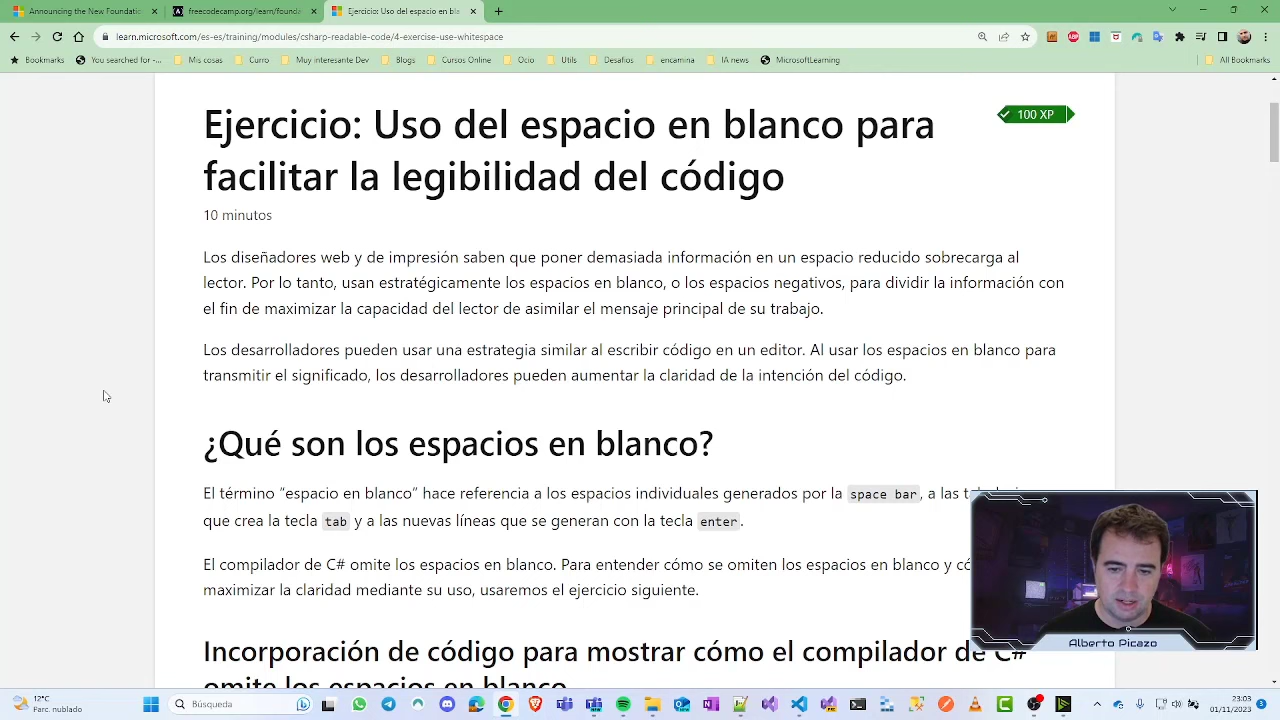 Announcing the New Foundatic
freecodecamp.org/learn/founda
Ejercicio: Uso del espacio en bla
learn.microsoft.com/es-es/training/modules/csharp-readable-code/4-exercise-use-whitespace
Bookmarks
You searched for -...
Mis cosas
Curro
Muy interesante Dev
Blogs
Cursos Online
Ocio
Utils
Desafios
encamina
IA news
MicrosoftLearning
All Bookmarks
Ejercicio: Uso del espacio en blanco para
facilitar la legibilidad del código
100 XP
10 minutos
Los diseñadores web y de impresión saben que poner demasiada información en un espacio reducido sobrecarga al
lector. Por lo tanto, usan estratégicamente los espacios en blanco, o los espacios negativos, para dividir la información con
el fin de maximizar la capacidad del lector de asimilar el mensaje principal de su trabajo.
Los desarrolladores pueden usar una estrategia similar al escribir código en un editor. Al usar los espacios en blanco para
transmitir el significado, los desarrolladores pueden aumentar la claridad de la intención del código.
¿Qué son los espacios en blanco?
El término "espacio en blanco" hace referencia a los espacios individuales generados por la space bar, a las
que crea la tecla tab y a las nuevas líneas que se generan con la tecla enter.
El compilador de C# omite los espacios en blanco. Para entender cómo se omiten los espacios en blanco y
maximizar la claridad mediante su uso, usaremos el ejercicio siguiente.
Incorporación de código para mostrar cómo el compilador de C#
omite los espacios en blanco
Alberto Picazo
12°C
Parc. nublado
Búsqueda
23:03
01/11/2023